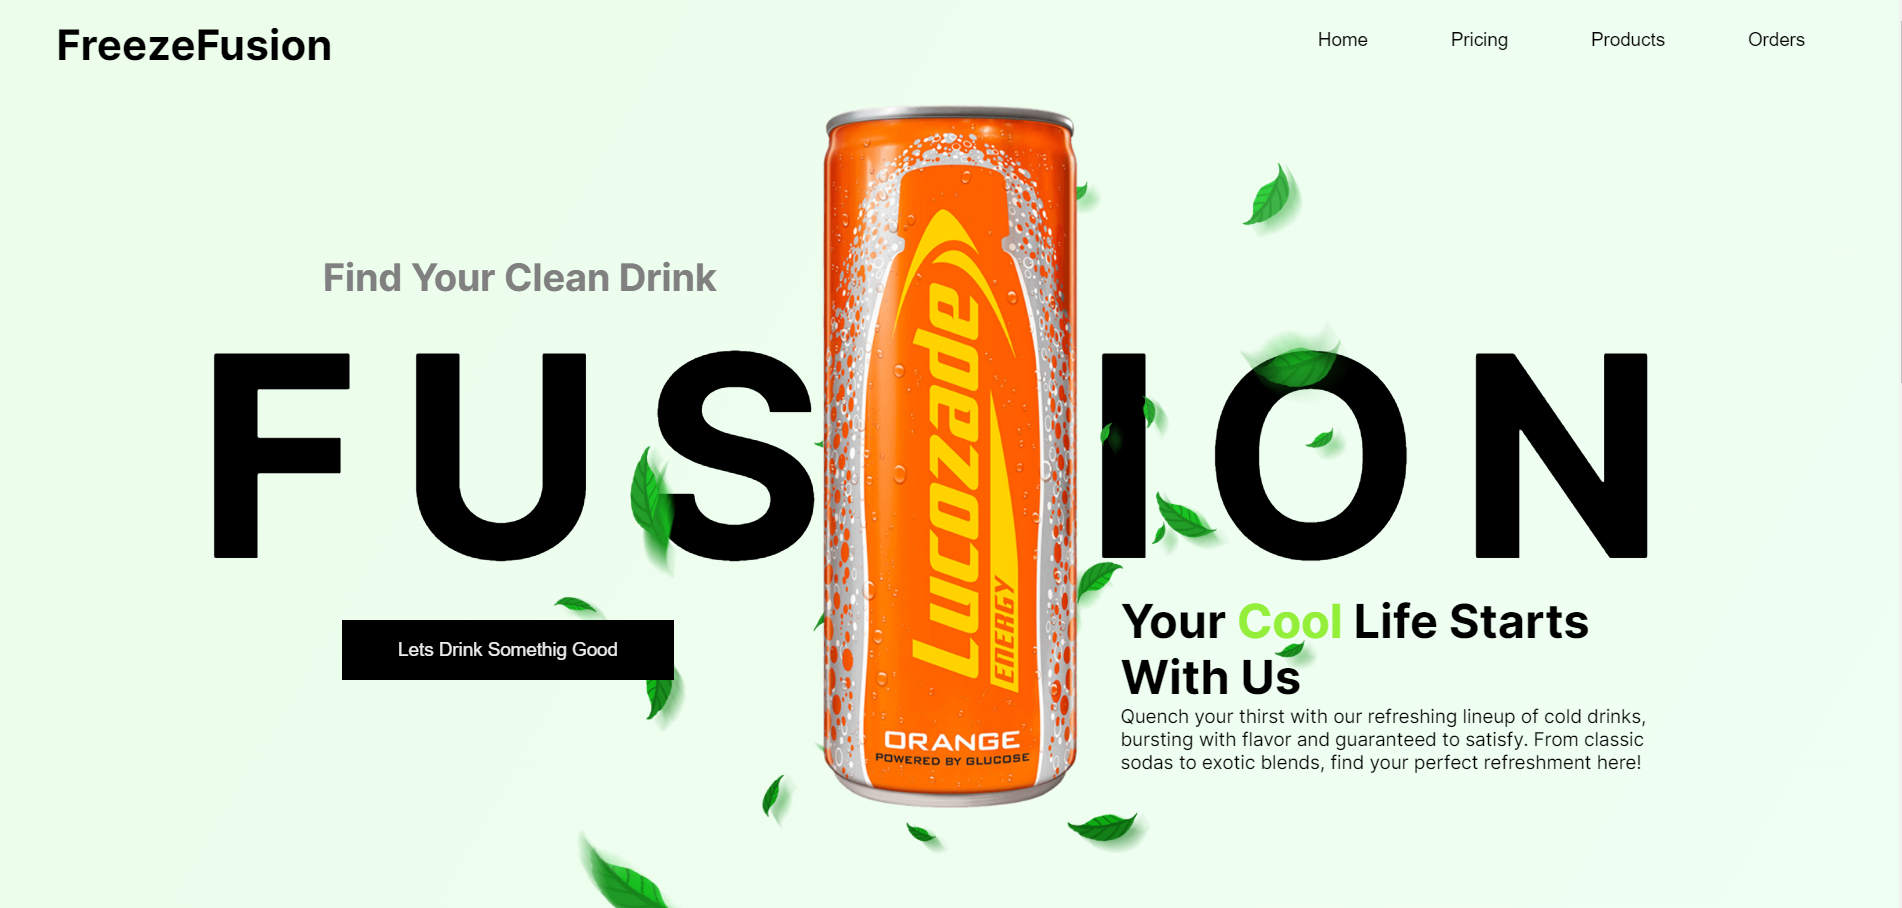 FreezeFusion
Home Pricing Products Orders
Find Your Clean Drink
FUSION
Lucozade
ENERGY
ORANGE
POWERED BY GLUCOSE
Lets Drink Somethig Good
Your Cool Life Starts
With Us
Quench your thirst with our refreshing lineup of cold drinks,
bursting with flavor and guaranteed to satisfy. From classic
sodas to exotic blends, find your perfect refreshment here!